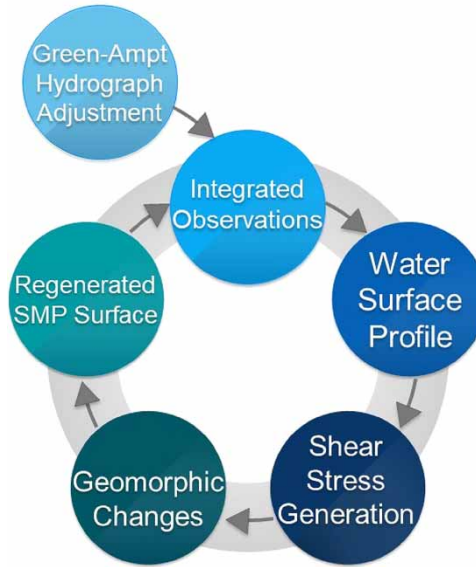 Green-Ampt
Hydrograph
Adjustment
Integrated
Observations
Water
Surface
Profile
Shear
Stress
Generation
Geomorphic
Changes
Regenerated
SMP Surface